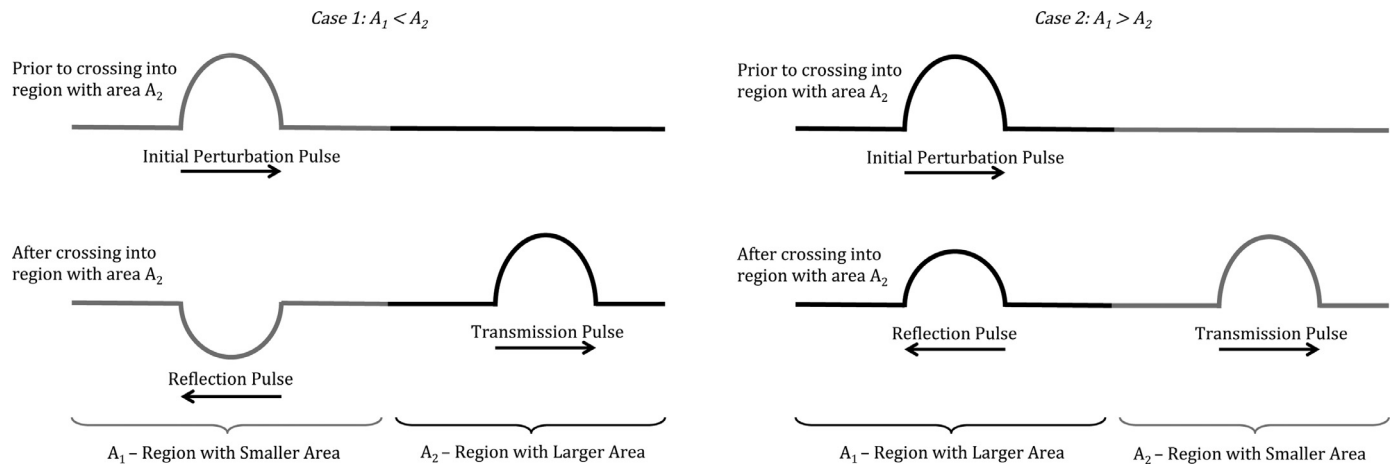 Case 1: A₁ < A₂
Prior to crossing into
region with area A₂
Initial Perturbation Pulse
After crossing into
region with area A₂
Transmission Pulse
Reflection Pulse
A₁ – Region with Smaller Area
A₂ – Region with Larger Area
Case 2: A₁ > A₂
Prior to crossing into
region with area A₂
Initial Perturbation Pulse
After crossing into
region with area A₂
Reflection Pulse
Transmission Pulse
A₁ – Region with Larger Area
A₂ – Region with Smaller Area